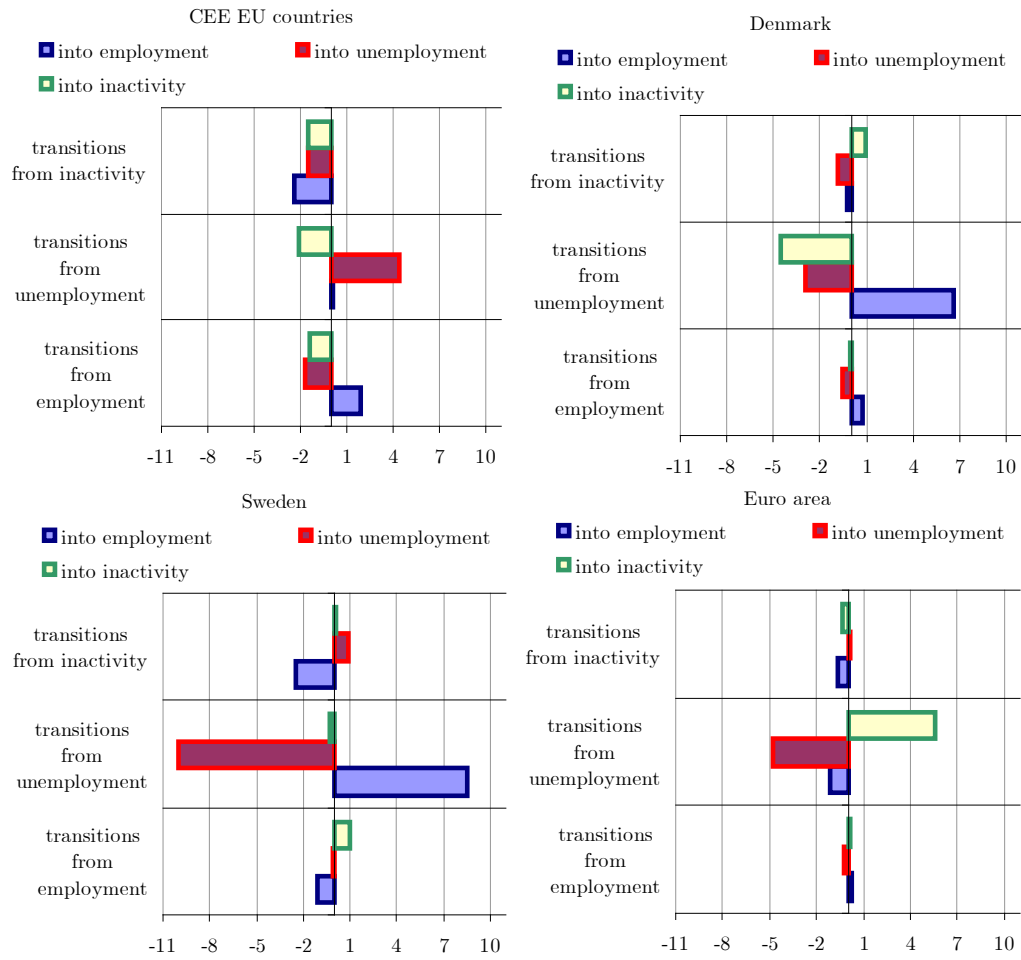 CEE EU countries
into employment
into unemployment
into inactivity
transitions
from inactivity
transitions
from
unemployment
transitions
from
employment
-11 -8 -5 -2 1 4 7 10
Denmark
into employment
into unemployment
into inactivity
transitions
from inactivity
transitions
from
unemployment
transitions
from
employment
-11 -8 -5 -2 1 4 7 10
Sweden
into employment
into unemployment
into inactivity
transitions
from inactivity
transitions
from
unemployment
transitions
from
employment
-11 -8 -5 -2 1 4 7 10
Euro area
into employment
into unemployment
into inactivity
transitions
from inactivity
transitions
from
unemployment
transitions
from
employment
-11 -8 -5 -2 1 4 7 10